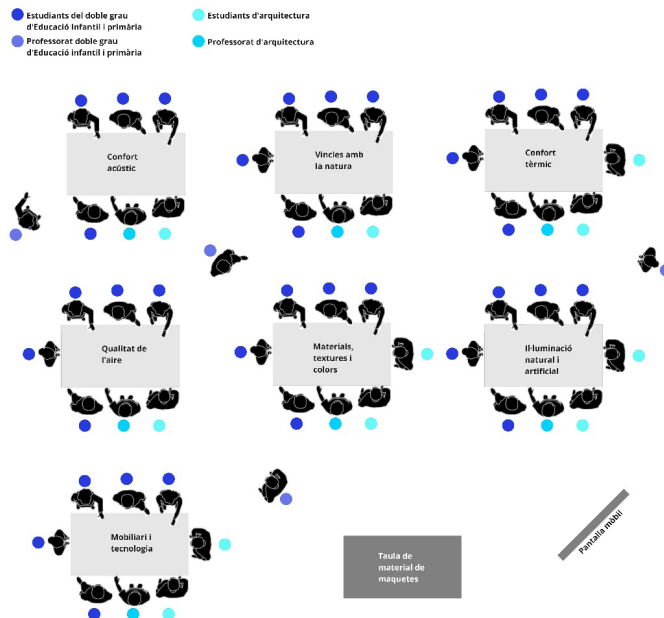 Estudiants del doble grau
d'Educació Infantil i primària
Professorat doble grau
d'Educació infantil i primària
Estudiants d'arquitectura
Professorat d'arquitectura
Confort
acústic
Vincles amb
la natura
Confort
tèrmic
Qualitat de
l'aire
Materials,
textures i
colors
Il·luminació
natural i
artificial
Mobiliari i
tecnologia
Taula de
material de
maquetes
Pantalla mòbil